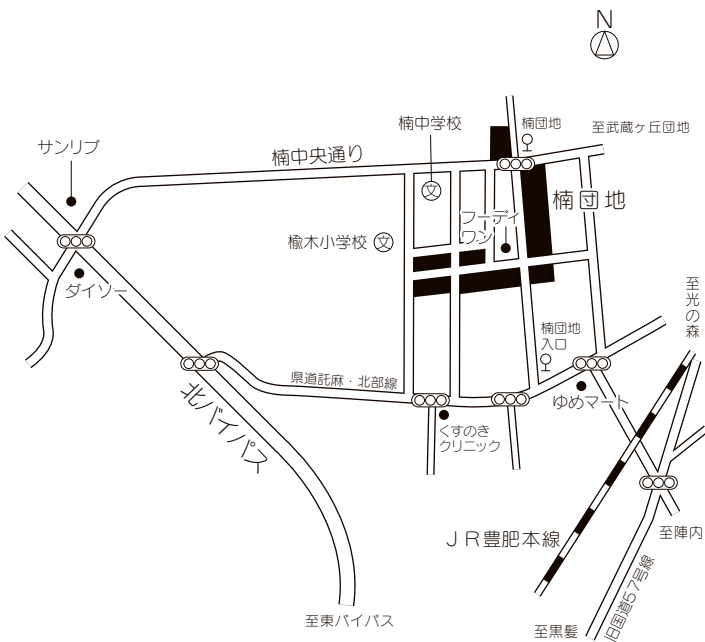 N
楠団地
楠中学校
至武蔵ヶ丘団地
サンリブ
楠中央通り
文
楠団地
フーディ
ワン
楡木小学校
文
ダイソー
至光の森
楠団地
入口
県道託麻・北部線
北バイパス
ゆめマート
くすのき
クリニック
JR豊肥本線
至陣内
旧国道57号線
至東バイパス
至黒髪